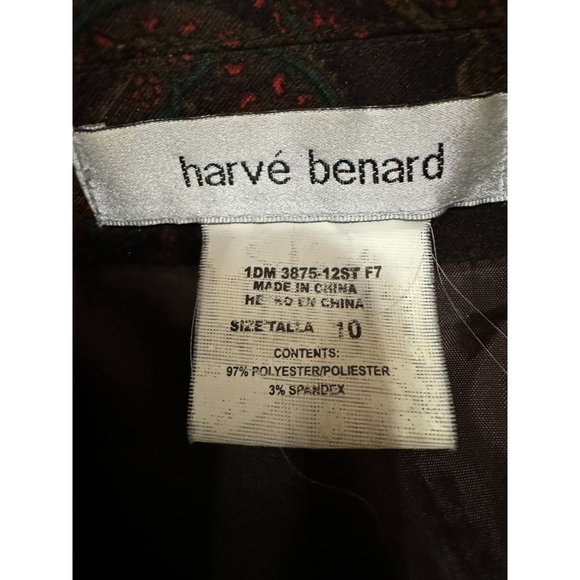 harvé benard
1DM 3875-12ST F7
MADE IN CHINA
EN CHINA
SIZE TALLA 10
CONTENTS:
97% POLYESTER/POLIESTER
3% SPANDEX